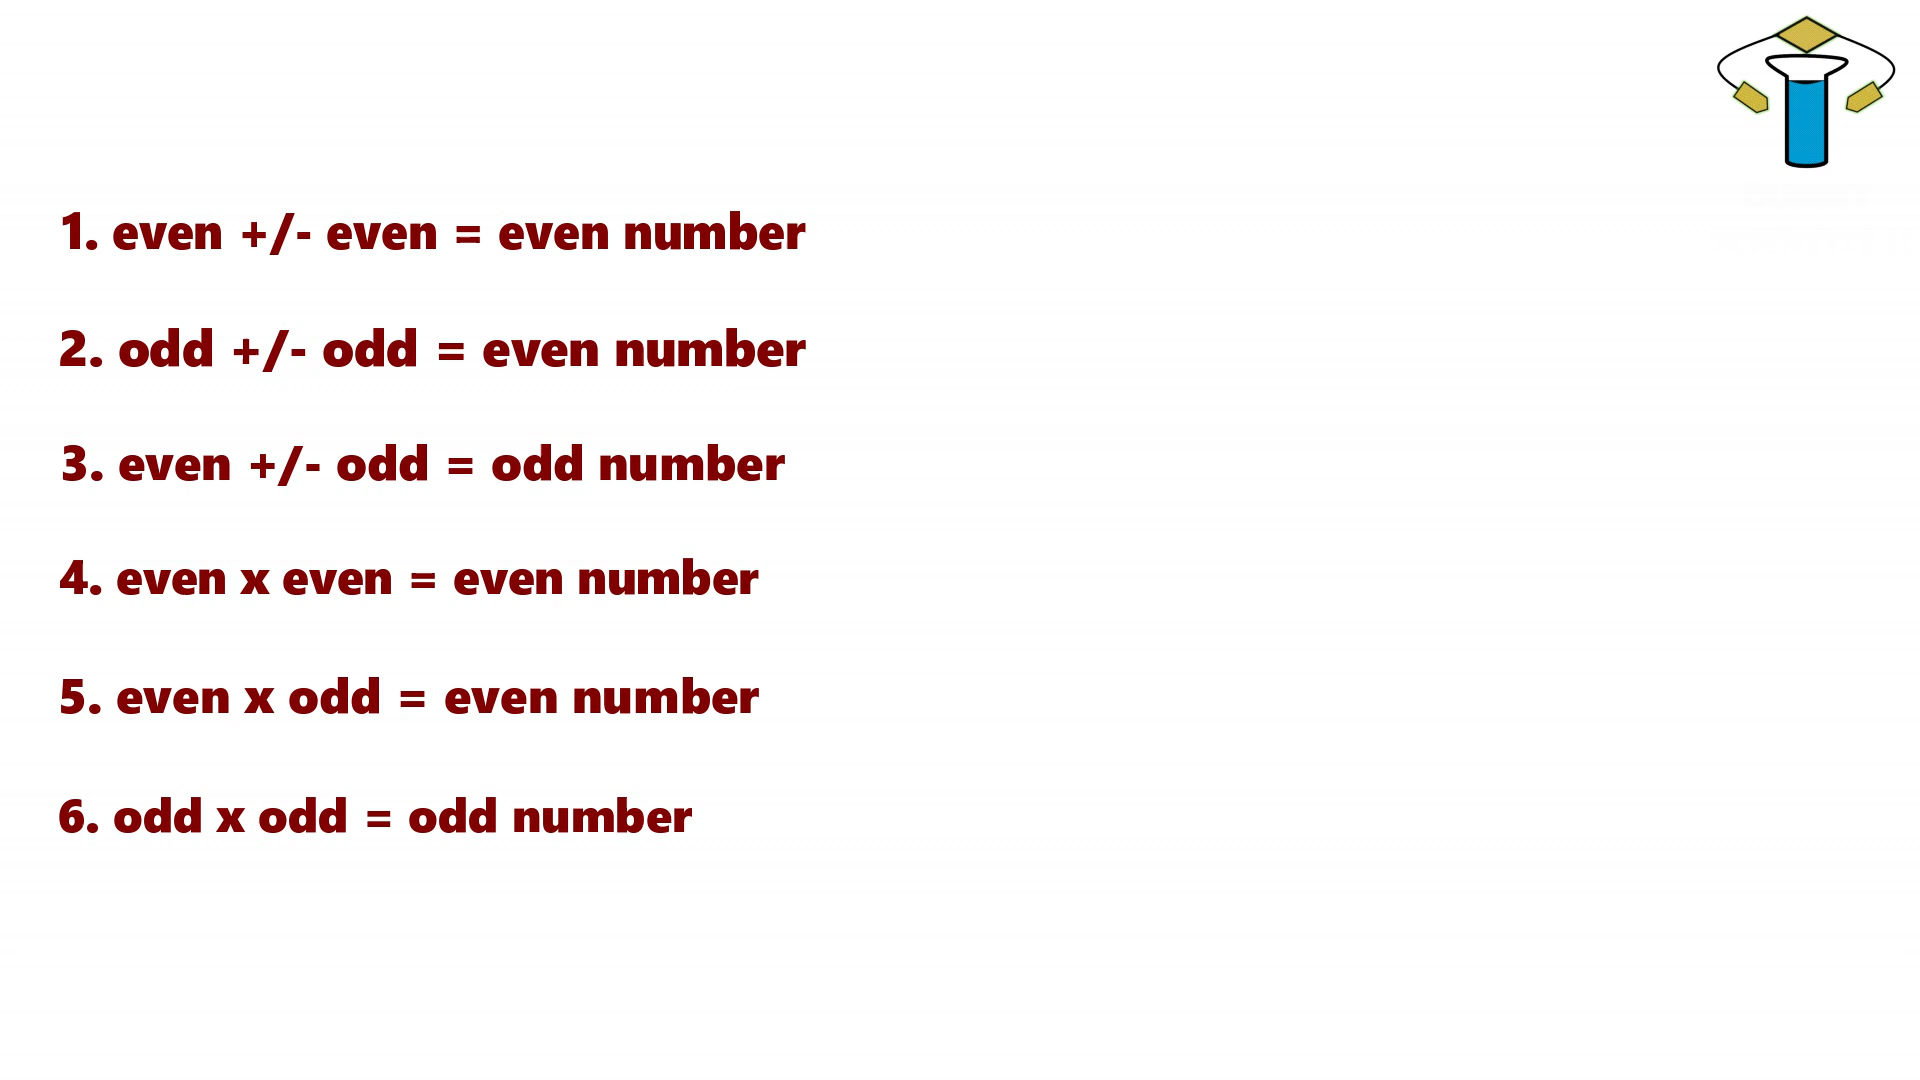 1. even +/- even = even number
2. odd +/- odd = even number
3. even +/- odd = odd number
4. even x even = even number
5. even x odd = even number
6. odd x odd = odd number